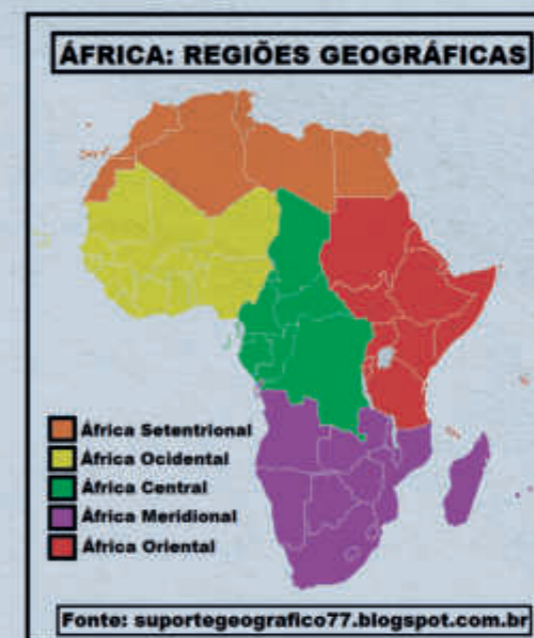 ÁFRICA: REGIÕES GEOGRÁFICAS
África Setentrional
África Ocidental
África Central
África Meridional
África Oriental
Fonte: suportegeografico77.blogspot.com.br